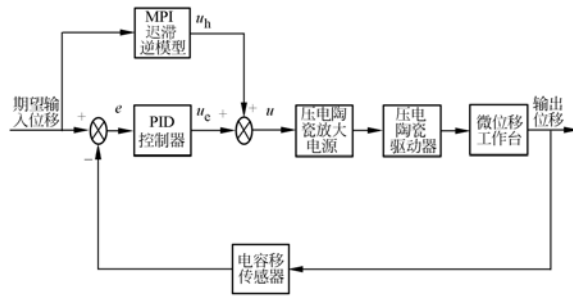 MPI
迟滞
逆模型
u_h
期望输
入位移
+
e
PID
控制器
u_c
+
+
u
压电陶
瓷放大
电源
压电
陶瓷
驱动器
微位移
工作台
输出
位移
−
电容移
传感器